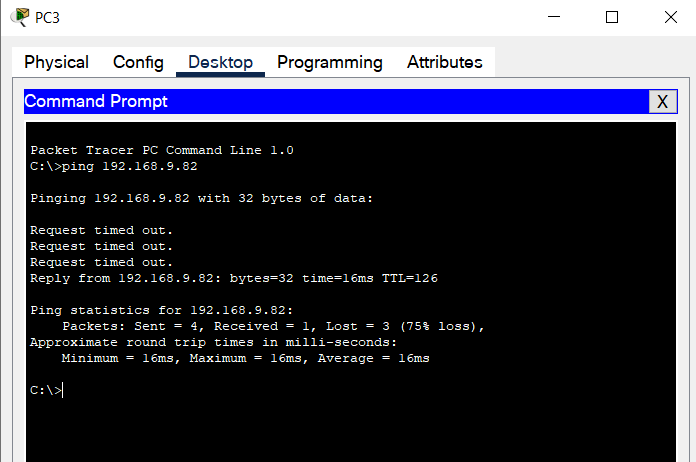 PC3
Physical Config Desktop Programming Attributes
Command Prompt X
Packet Tracer PC Command Line 1.0
C:\>ping 192.168.9.82
Pinging 192.168.9.82 with 32 bytes of data:
Request timed out.
Request timed out.
Request timed out.
Reply from 192.168.9.82: bytes=32 time=16ms TTL=126
Ping statistics for 192.168.9.82:
Packets: Sent = 4, Received = 1, Lost = 3 (75% loss),
Approximate round trip times in milli-seconds:
Minimum = 16ms, Maximum = 16ms, Average = 16ms
C:\>